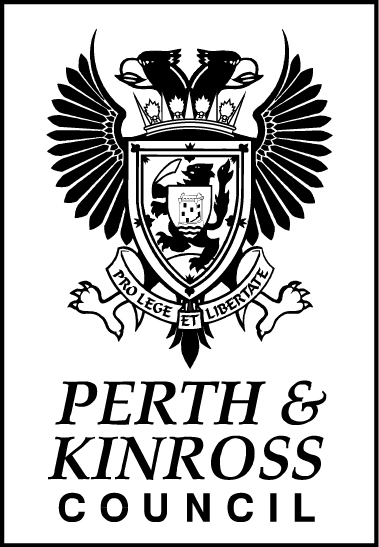 PRO LEGE ET LIBERTATE
PERTH &
KINROSS
COUNCIL